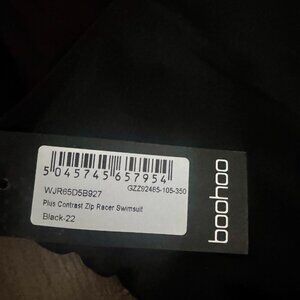 5 045745 657954
WJR65D5B927
GZZ92465-105-350
Plus Contrast Zip Racer Swimsuit
Black-22
boohoo